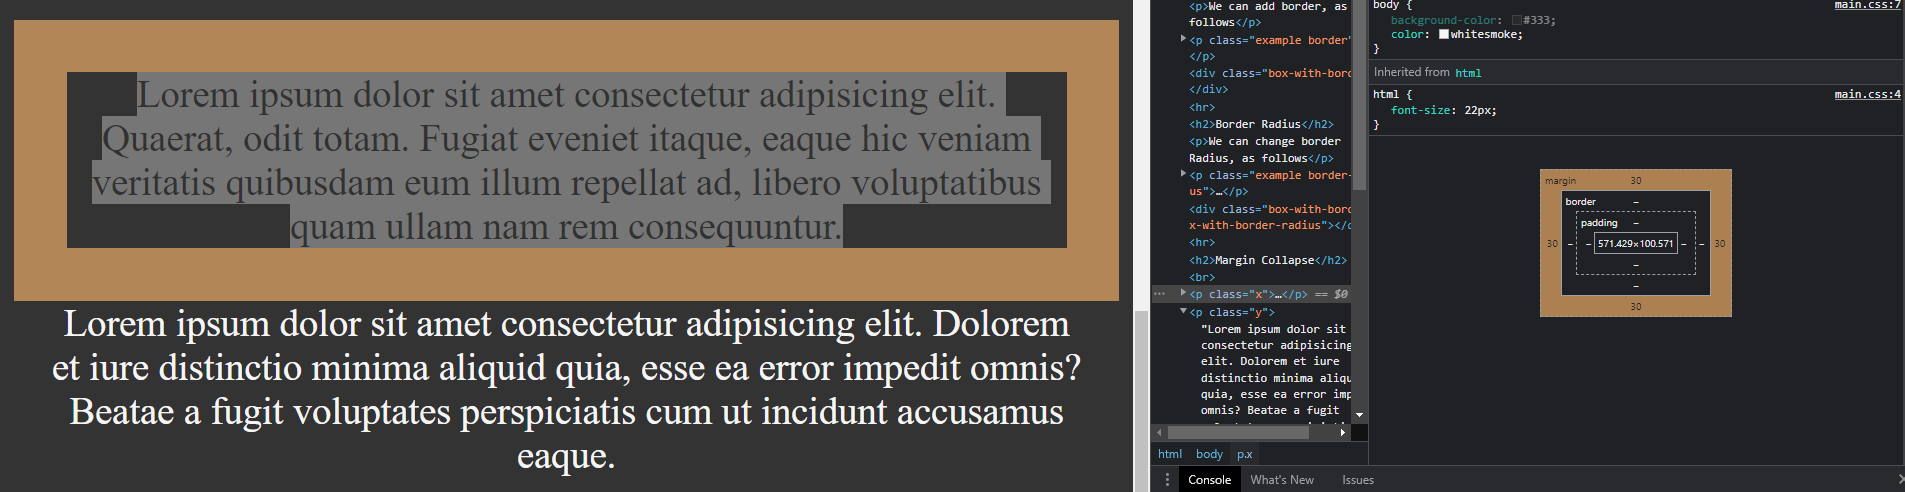 Lorem ipsum dolor sit amet consectetur adipisicing elit.
Quaerat, odit totam. Fugiat eveniet itaque, eaque hic veniam
veritatis quibusdam eum illum repellat ad, libero voluptatibus
quam ullam nam rem consequuntur.
Lorem ipsum dolor sit amet consectetur adipisicing elit. Dolorem
et iure distinctio minima aliquid quia, esse ea error impedit omnis?
Beatae a fugit voluptates perspiciatis cum ut incidunt accusamus
eaque.
<p>We can add border, as
follows</p>
<p class="example border"
</p>
<div class="box-with-bord
</div>
<hr>
<h2>Border Radius</h2>
<p>We can change border
Radius, as follows</p>
<p class="example border-
us">…</p>
<div class="box-with-bord
x-with-border-radius"></d
<hr>
<h2>Margin Collapse</h2>
<br>
<p class="x">…</p> == $0
<p class="y">
"Lorem ipsum dolor sit
consectetur adipisicing
elit. Dolorem et iure
distinctio minima aliqu
quia, esse ea error imp
omnis? Beatae a fugit
html body p.x
body {
main.css:7
background-color: #333;
color: whitesmoke;
}
Inherited from html
html {
main.css:4
font-size: 22px;
}
margin 30
border –
padding –
30 – – 571.429×100.571 – – 30
–
–
30
Console What's New Issues